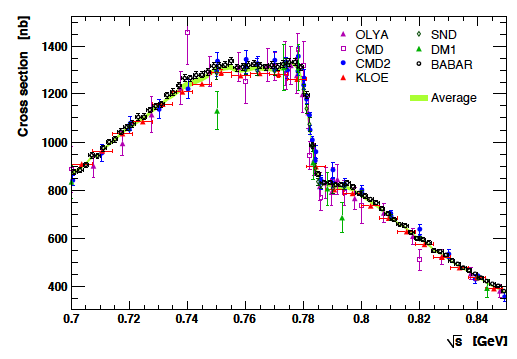 Cross section [nb]
1400
1200
1000
800
600
400
OLYA
CMD
CMD2
KLOE
SND
DM1
BABAR
Average
0.7 0.72 0.74 0.76 0.78 0.8 0.82 0.84
√s [GeV]